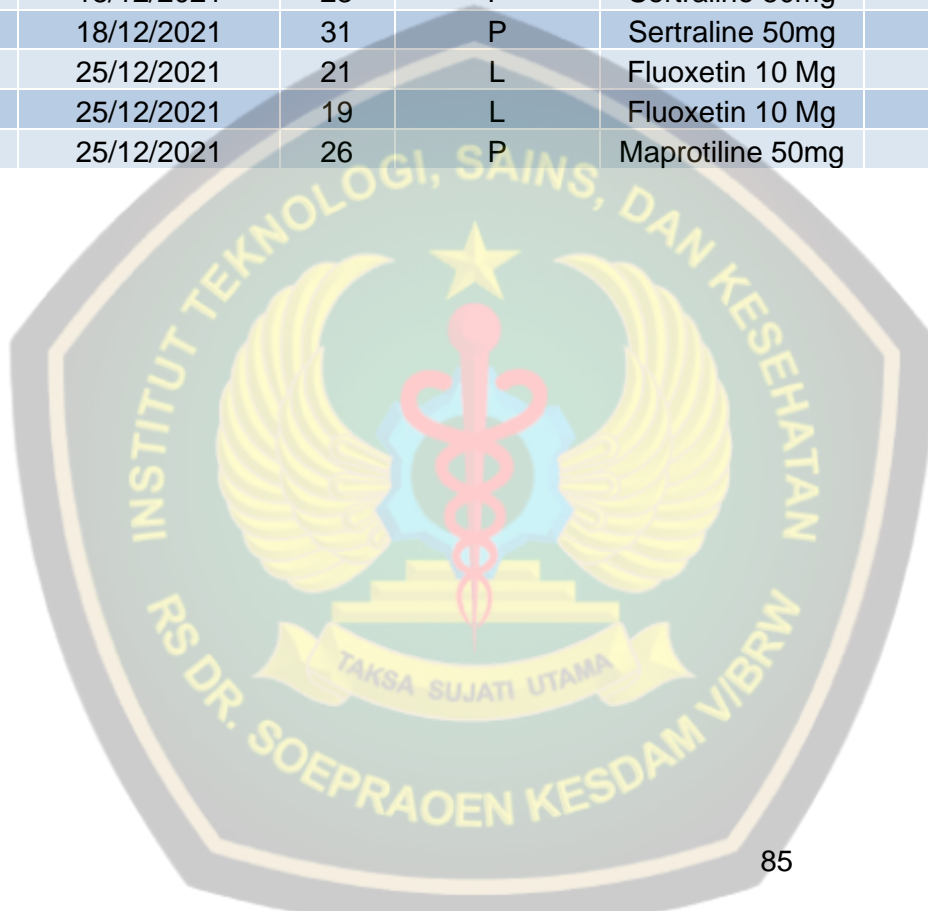 18/12/2021 31 P Sertraline 50mg
25/12/2021 21 L Fluoxetin 10 Mg
25/12/2021 19 L Fluoxetin 10 Mg
25/12/2021 26 P Maprotiline 50mg
INSTITUT TEKNOLOGI, SAINS, DAN KESEHATAN
TAKSA SUJATI UTAMA
RS DR. SOEPRAOEN KESDAM V/BRW
85